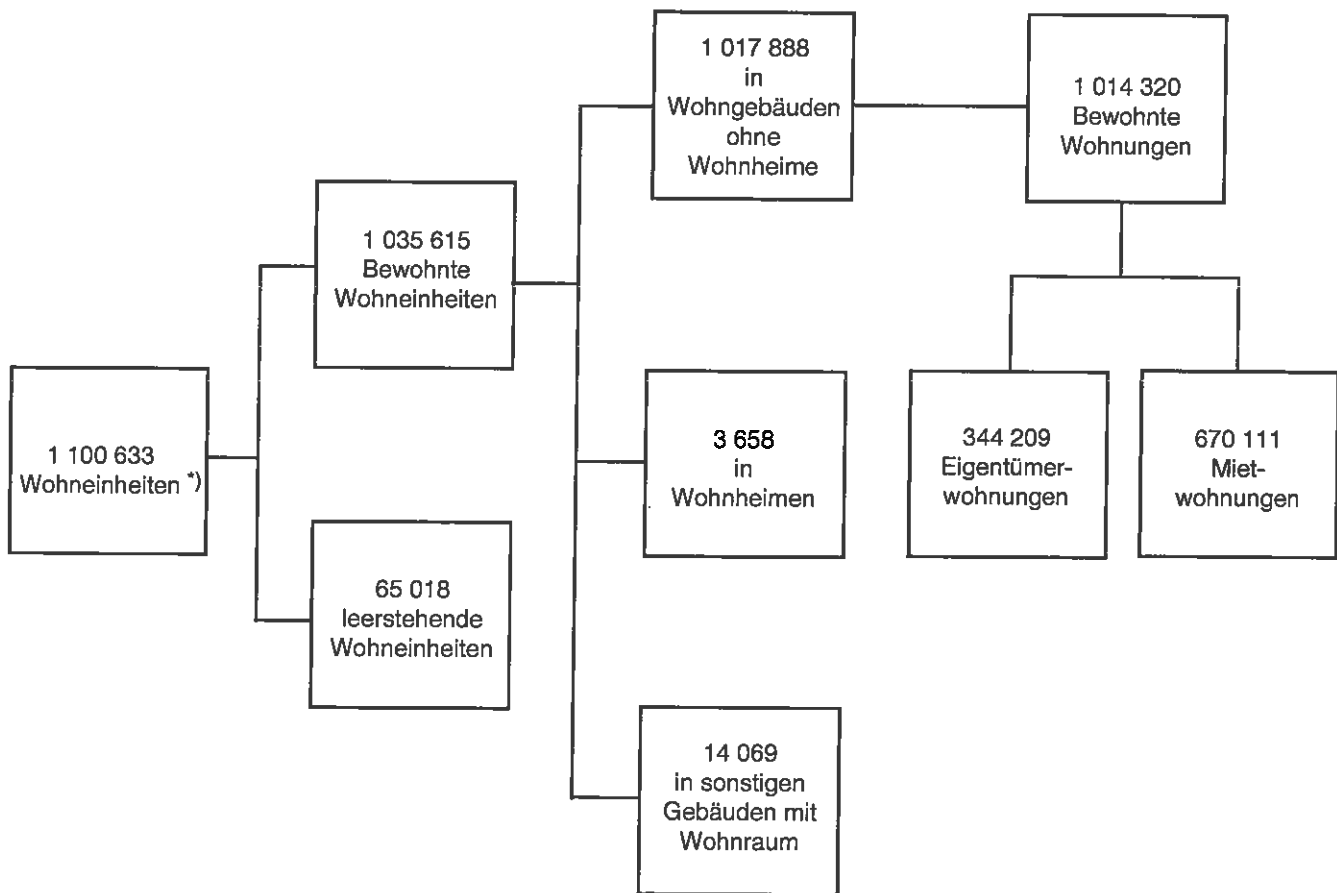 1 100 633
Wohneinheiten *)
1 035 615
Bewohnte
Wohneinheiten
65 018
leerstehende
Wohneinheiten
1 017 888
in
Wohngebäuden
ohne
Wohnheime
3 658
in
Wohnheimen
14 069
in sonstigen
Gebäuden mit
Wohnraum
1 014 320
Bewohnte
Wohnungen
344 209
Eigentümer-
wohnungen
670 111
Miet-
wohnungen